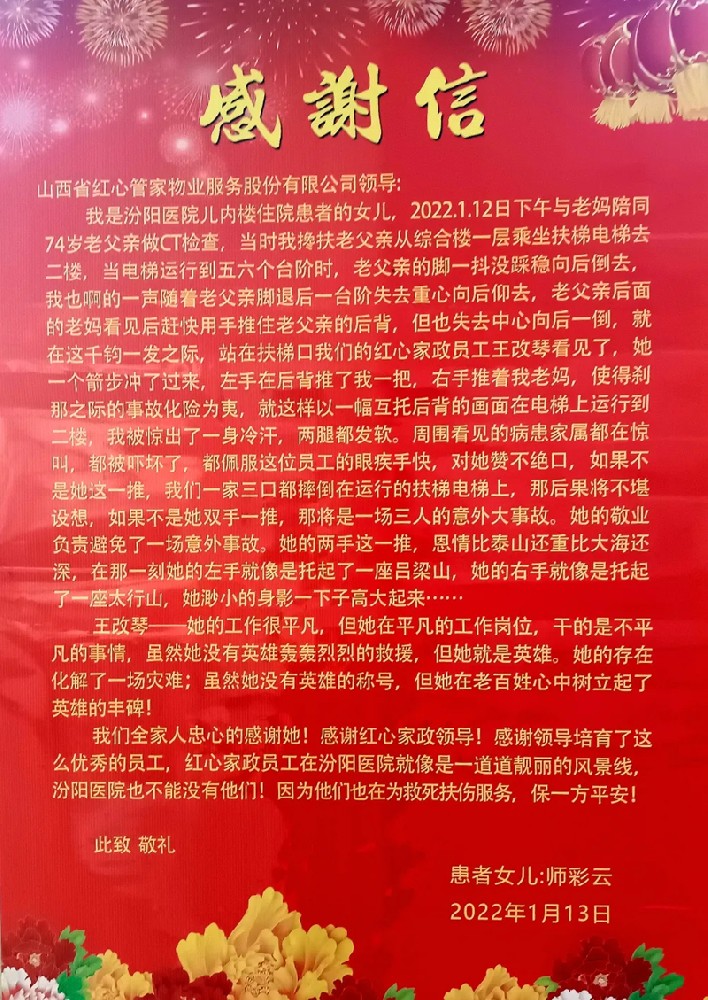 感謝信
山西省红心管家物业服务股份有限公司领导:
我是汾阳医院儿内楼住院患者的女儿，2022.1.12日下午与老妈陪同
74岁老父亲做CT检查，当时我搀扶老父亲从综合楼一层乘坐扶梯电梯去
二楼，当电梯运行到五六个台阶时，老父亲的脚一抖没踩稳向后倒去，
我也啊的一声随着老父亲脚退后一台阶失去重心向后仰去，老父亲后面
的老妈看见后赶快用手推住老父亲的后背，但也失去中心向后一倒，就
在这千钧一发之际，站在扶梯口我们的红心家政员工王改琴看见了，她
一个箭步冲了过来，左手在后背推了我一把，右手推着我老妈，使得刹
那之际的事故化险为夷，就这样以一幅互托后背的画面在电梯上运行到
二楼，我被惊出了一身冷汗，两腿都发软。周围看见的病患家属都在惊
叫，都被吓坏了，都佩服这位员工的眼疾手快，对她赞不绝口，如果不
是她这一推，我们一家三口都摔倒在运行的扶梯电梯上，那后果将不堪
设想，如果不是她双手一推，那将是一场三人的意外大事故。她的敬业
负责避免了一场意外事故。她的两手这一推，恩情比泰山还重比大海还
深，在那一刻她的左手就像是托起了一座吕梁山，她的右手就像是托起
了一座太行山，她渺小的身影一下子高大起来……
王改琴——她的工作很平凡，但她在平凡的工作岗位，干的是不平
凡的事情，虽然她没有英雄轰轰烈烈的救援，但她就是英雄。她的存在
化解了一场灾难；虽然她没有英雄的称号，但她在老百姓心中树立起了
英雄的丰碑！
我们全家人忠心的感谢她！感谢红心家政领导！感谢领导培育了这
么优秀的员工，红心家政员工在汾阳医院就像是一道道靓丽的风景线，
汾阳医院也不能没有他们！因为他们也在为救死扶伤服务，保一方平安！
此致 敬礼
患者女儿:师彩云
2022年1月13日